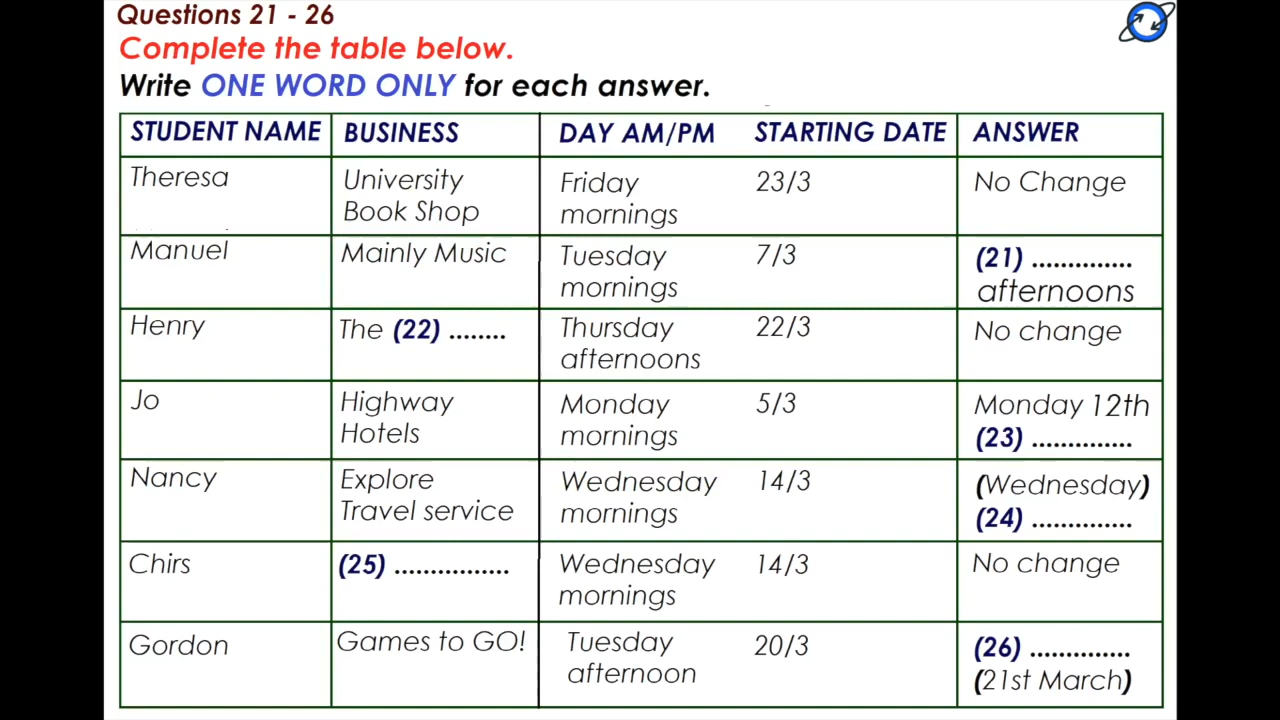 Questions 21 - 26
Complete the table below.
Write ONE WORD ONLY for each answer.
STUDENT NAME BUSINESS DAY AM/PM STARTING DATE ANSWER
Theresa University Book Shop Friday mornings 23/3 No Change
Manuel Mainly Music Tuesday mornings 7/3 (21) .............. afternoons
Henry The (22) ........ Thursday afternoons 22/3 No change
Jo Highway Hotels Monday mornings 5/3 Monday 12th (23) ..............
Nancy Explore Travel service Wednesday mornings 14/3 (Wednesday) (24) ..............
Chirs (25) ................ Wednesday mornings 14/3 No change
Gordon Games to GO! Tuesday afternoon 20/3 (26) .............. (21st March)